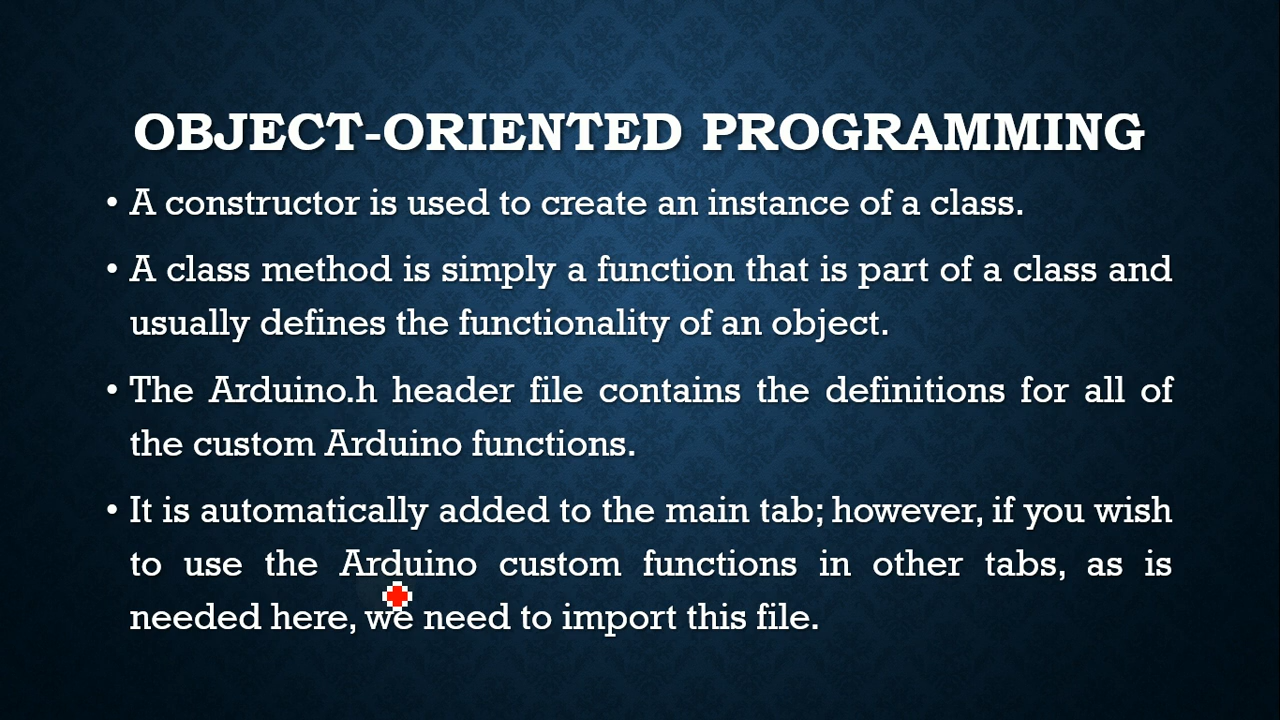 OBJECT-ORIENTED PROGRAMMING
• A constructor is used to create an instance of a class.
• A class method is simply a function that is part of a class and
usually defines the functionality of an object.
• The Arduino.h header file contains the definitions for all of
the custom Arduino functions.
• It is automatically added to the main tab; however, if you wish
to use the Arduino custom functions in other tabs, as is
needed here, we need to import this file.